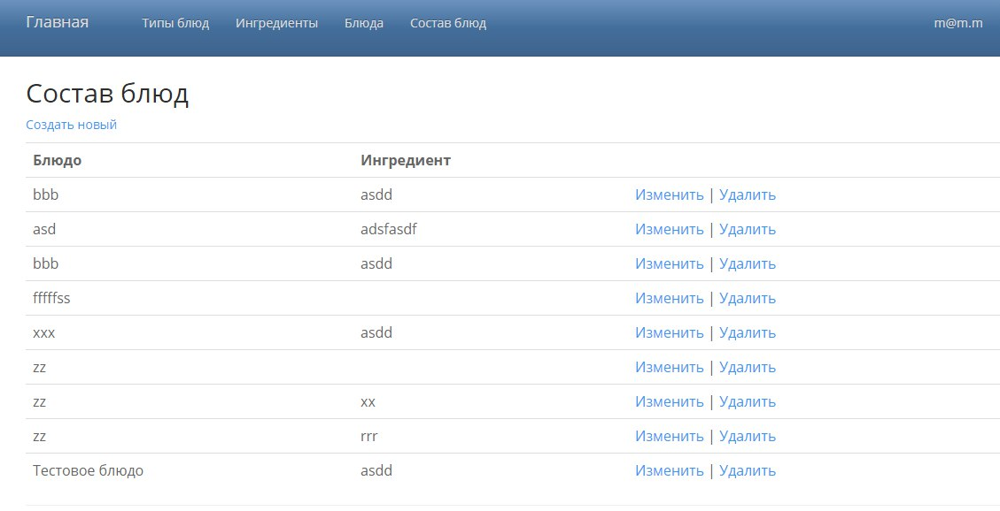 Главная Типы блюд Ингредиенты Блюда Состав блюд m@m.m
Состав блюд
Создать новый
Блюдо Ингредиент
bbb asdd Изменить | Удалить
asd adsfasdf Изменить | Удалить
bbb asdd Изменить | Удалить
fffffss Изменить | Удалить
xxx asdd Изменить | Удалить
zz Изменить | Удалить
zz xx Изменить | Удалить
zz rrr Изменить | Удалить
Тестовое блюдо asdd Изменить | Удалить